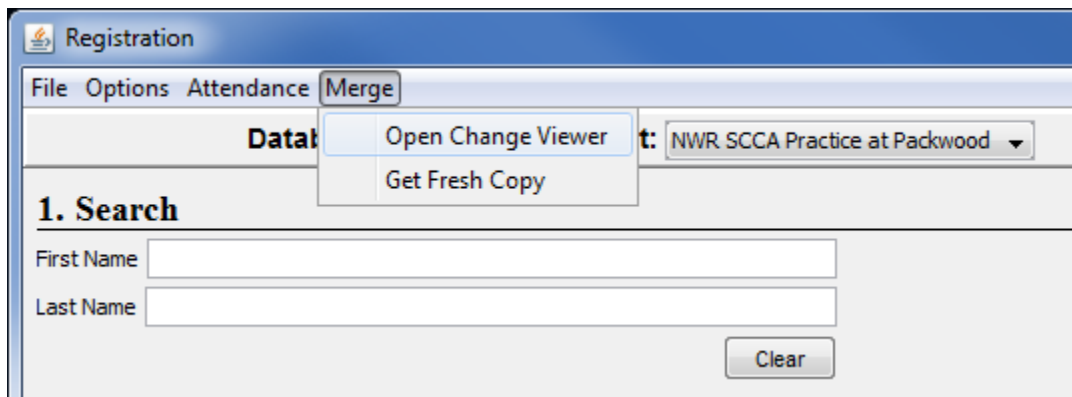 Registration
File Options Attendance Merge
Open Change Viewer
Get Fresh Copy
NWR SCCA Practice at Packwood
1. Search
First Name
Last Name
Clear